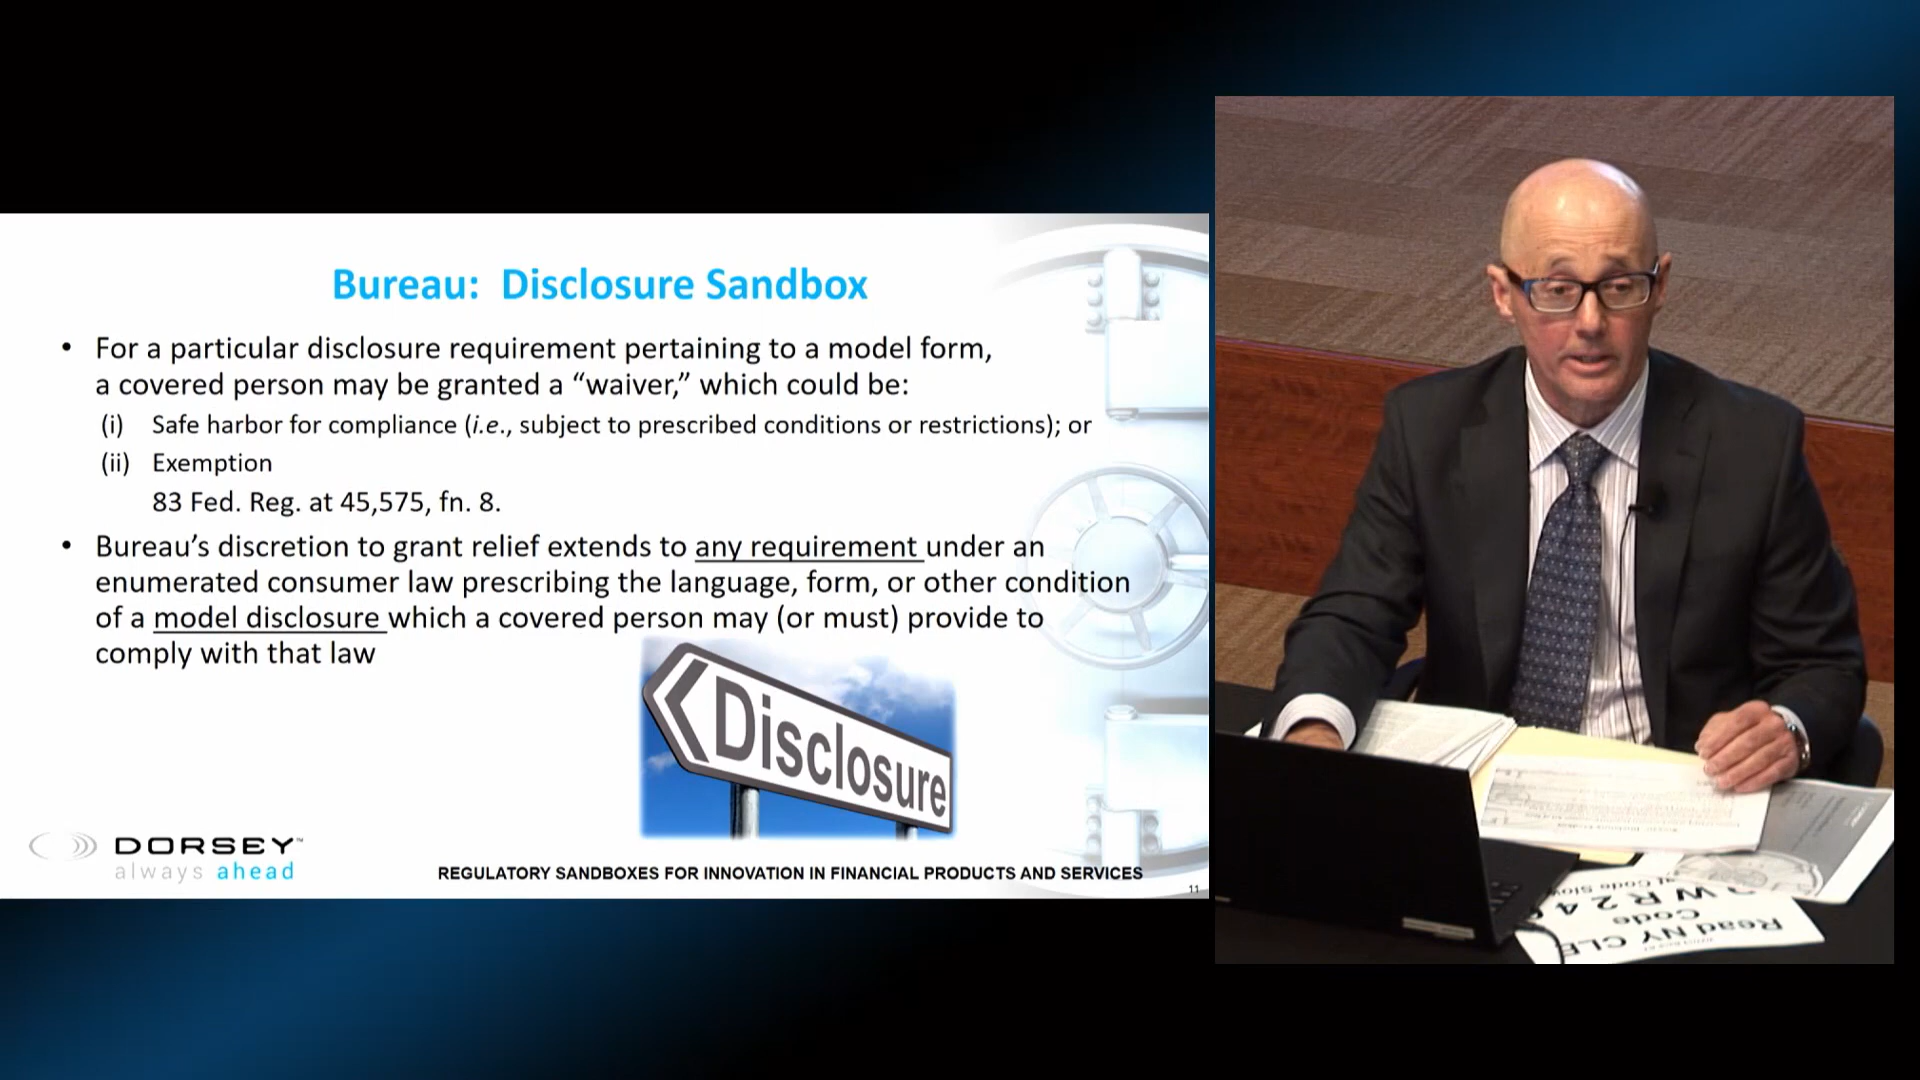 Bureau:  Disclosure Sandbox
• For a particular disclosure requirement pertaining to a model form,
a covered person may be granted a “waiver,” which could be:
(i) Safe harbor for compliance (i.e., subject to prescribed conditions or restrictions); or
(ii) Exemption
83 Fed. Reg. at 45,575, fn. 8.
• Bureau’s discretion to grant relief extends to any requirement under an
enumerated consumer law prescribing the language, form, or other condition
of a model disclosure which a covered person may (or must) provide to
comply with that law
Disclosure
DORSEY™
always ahead
REGULATORY SANDBOXES FOR INNOVATION IN FINANCIAL PRODUCTS AND SERVICES
11
Read NY CLE
Code